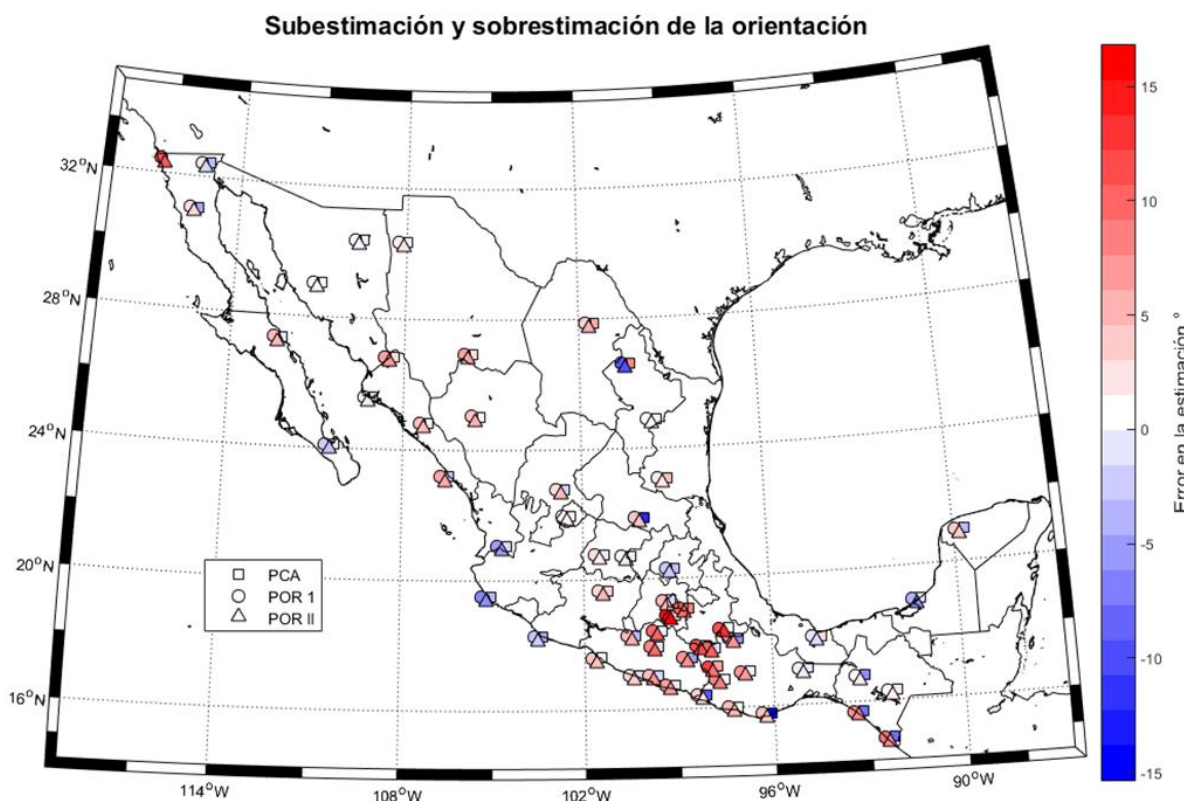 Subestimación y sobrestimación de la orientación
32°N
28°N
24°N
20°N
16°N
114°W
108°W
102°W
96°W
90°W
PCA
POR 1
POR II
15
10
5
0
-5
-10
-15
Error en la estimación °